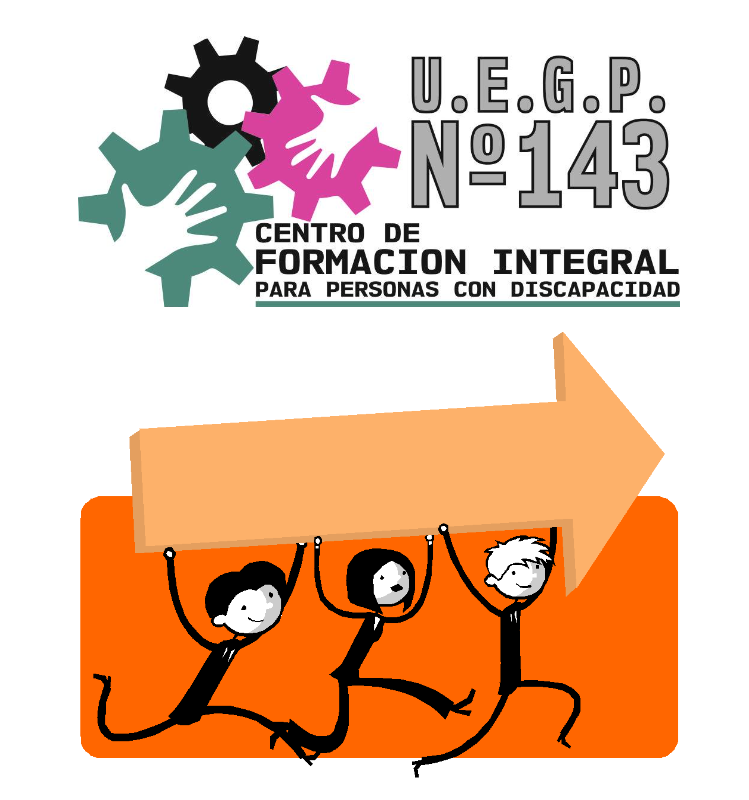 U.E.G.P.
Nº143
CENTRO DE
FORMACION INTEGRAL
PARA PERSONAS CON DISCAPACIDAD